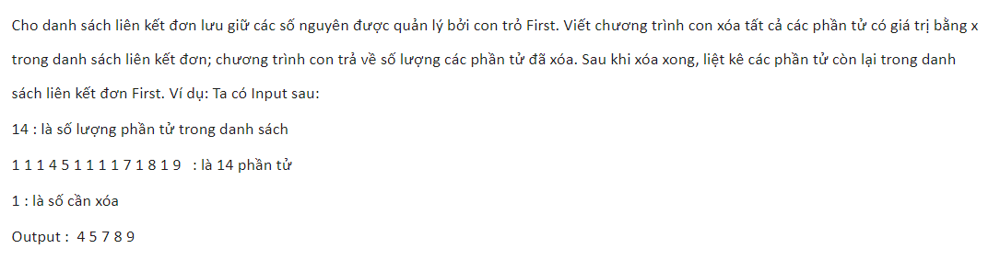 Cho danh sách liên kết đơn lưu giữ các số nguyên được quản lý bởi con trỏ First. Viết chương trình con xóa tất cả các phần tử có giá trị bằng x
trong danh sách liên kết đơn; chương trình con trả về số lượng các phần tử đã xóa. Sau khi xóa xong, liệt kê các phần tử còn lại trong danh
sách liên kết đơn First. Ví dụ: Ta có Input sau:
14 : là số lượng phần tử trong danh sách
1 1 1 4 5 1 1 1 1 7 1 8 1 9 : là 14 phần tử
1 : là số cần xóa
Output : 4 5 7 8 9